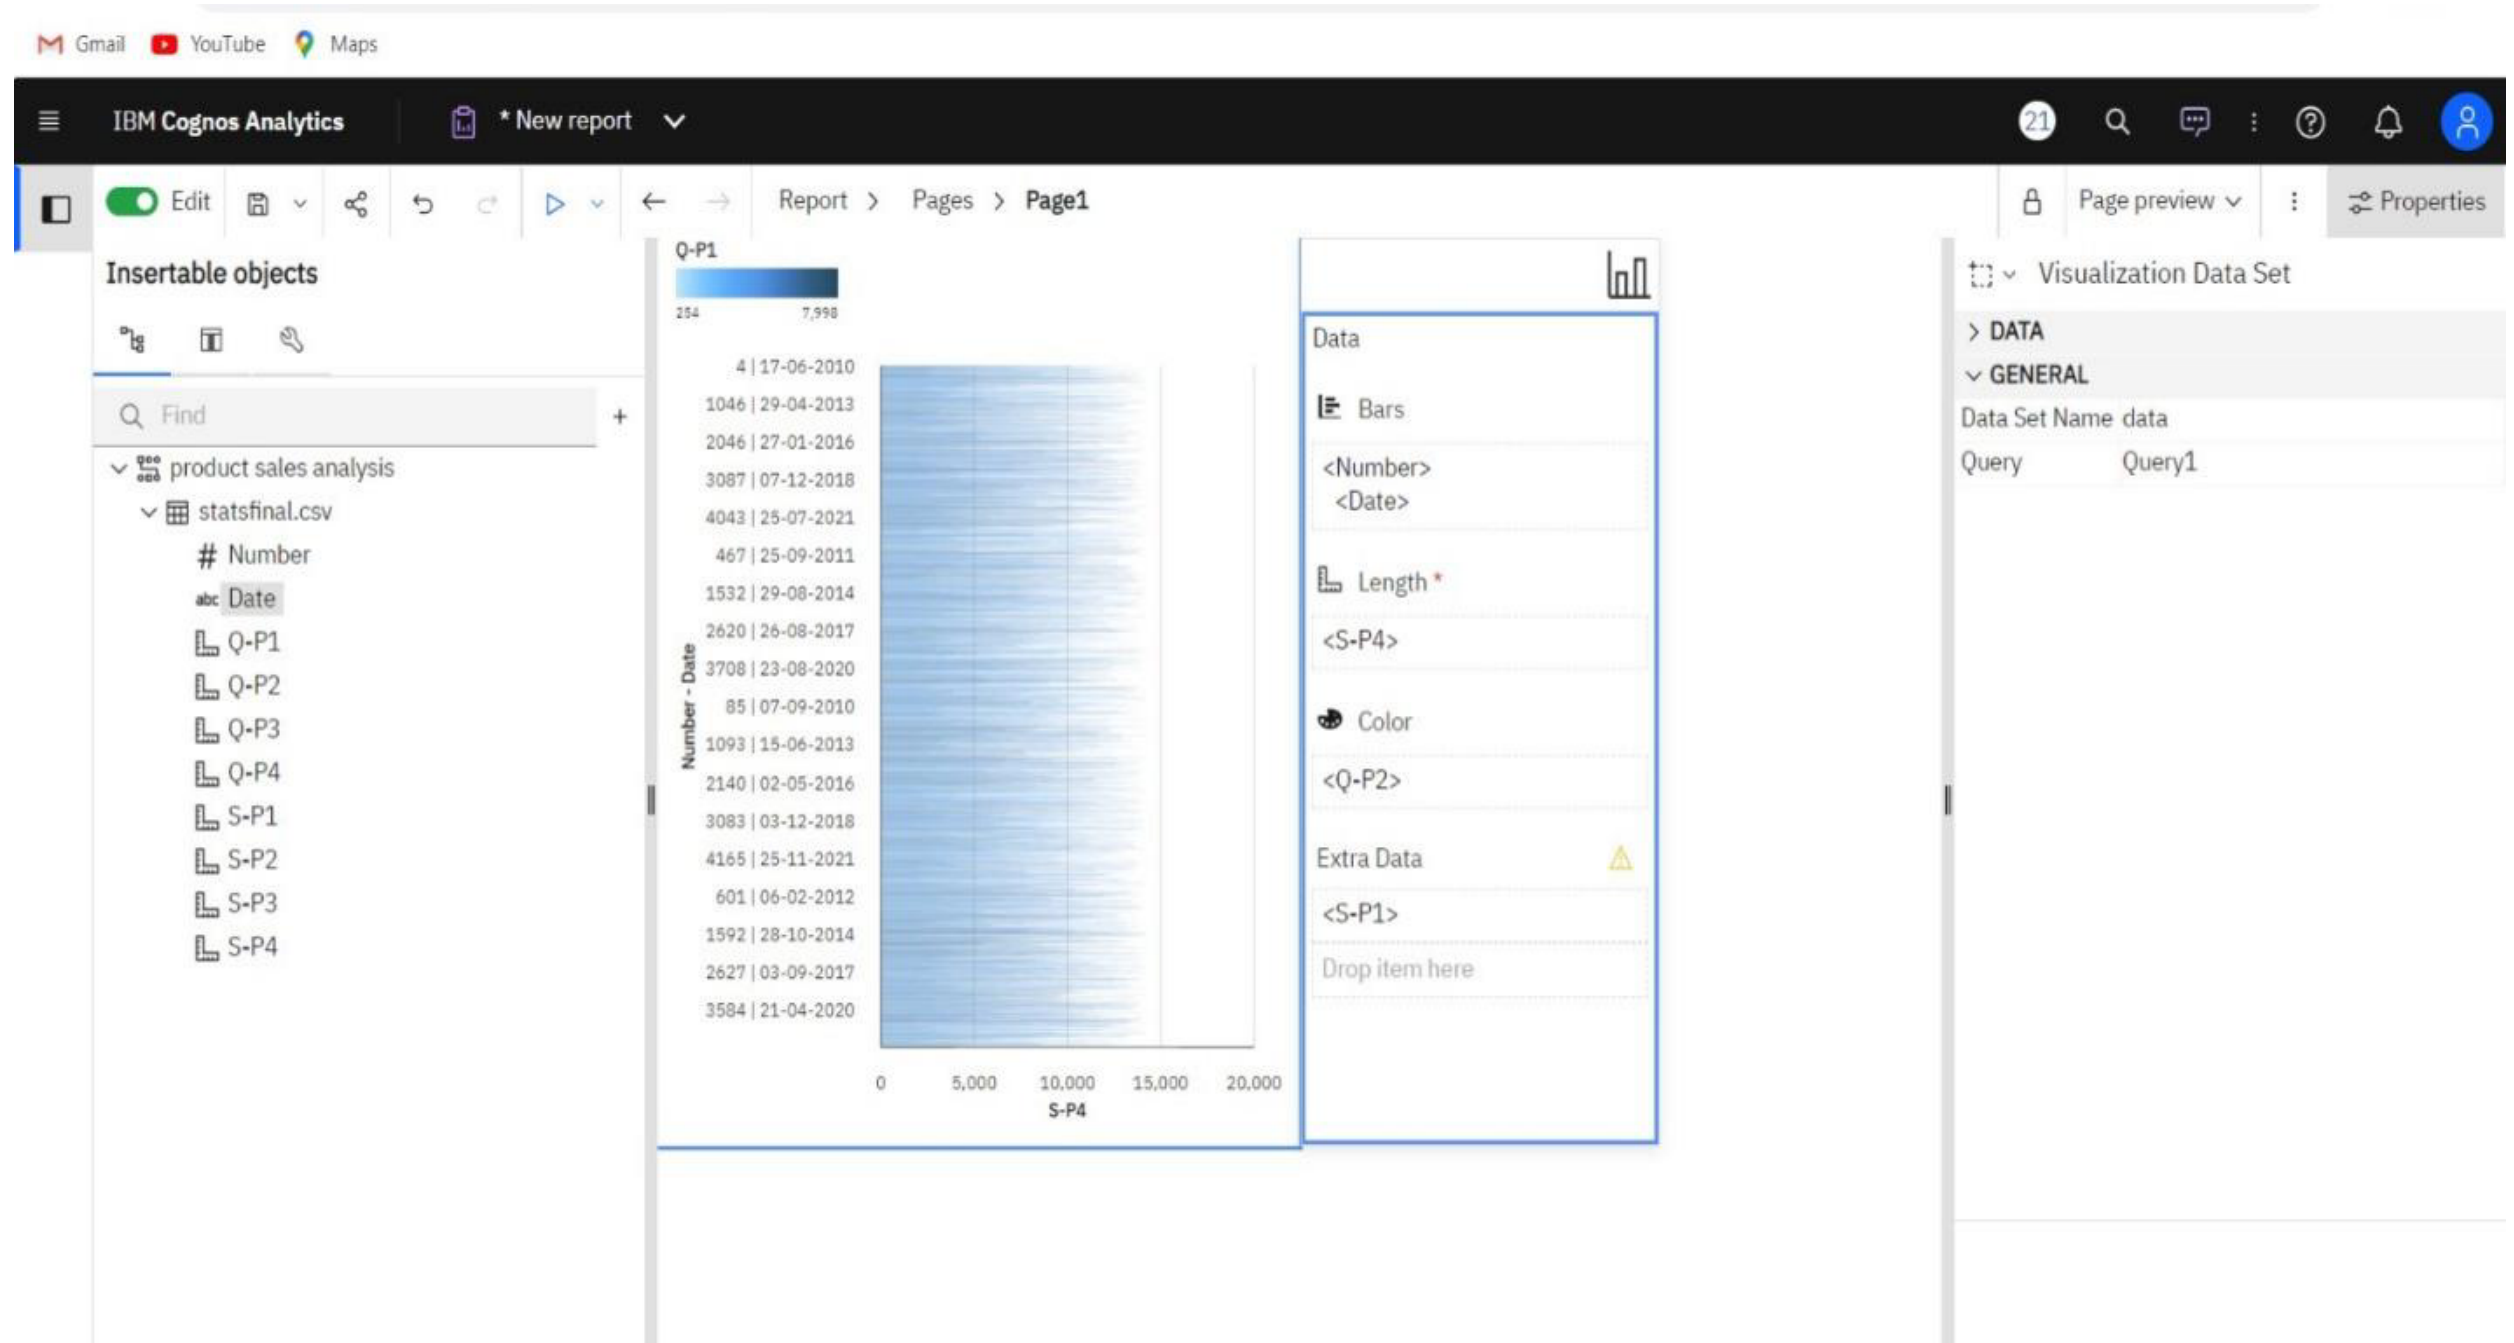 Gmail YouTube Maps
IBM Cognos Analytics * New report 21
Edit Report > Pages > Page1 Page preview Properties
Insertable objects
Find
product sales analysis
statsfinal.csv
# Number
abc Date
Q-P1
Q-P2
Q-P3
Q-P4
S-P1
S-P2
S-P3
S-P4
Q-P1
254 7,998
Number - Date
4 | 17-06-2010
1046 | 29-04-2013
2046 | 27-01-2016
3087 | 07-12-2018
4043 | 25-07-2021
467 | 25-09-2011
1532 | 29-08-2014
2620 | 26-08-2017
3708 | 23-08-2020
85 | 07-09-2010
1093 | 15-06-2013
2140 | 02-05-2016
3083 | 03-12-2018
4165 | 25-11-2021
601 | 06-02-2012
1592 | 28-10-2014
2627 | 03-09-2017
3584 | 21-04-2020
0 5,000 10,000 15,000 20,000
S-P4
Data
Bars
<Number>
<Date>
Length *
<S-P4>
Color
<Q-P2>
Extra Data
<S-P1>
Drop item here
Visualization Data Set
> DATA
GENERAL
Data Set Name data
Query Query1